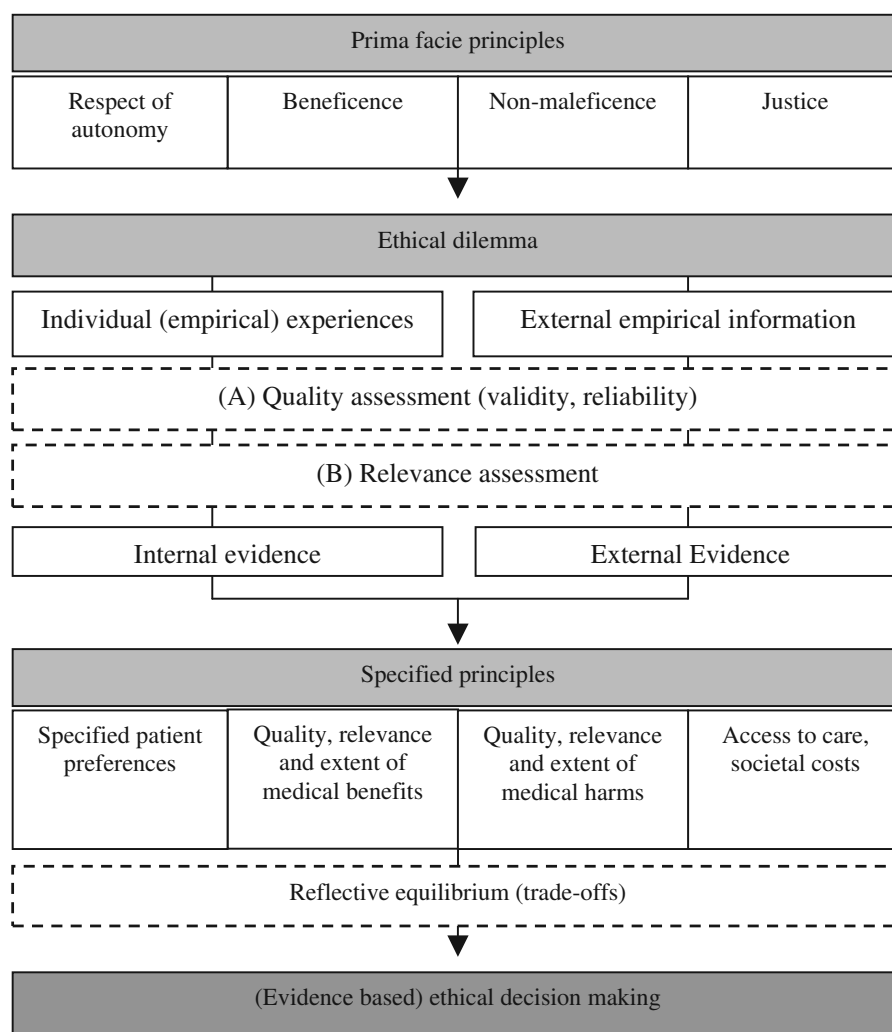 Prima facie principles
Respect of
autonomy
Beneficence
Non-maleficence
Justice
Ethical dilemma
Individual (empirical) experiences
External empirical information
(A) Quality assessment (validity, reliability)
(B) Relevance assessment
Internal evidence
External Evidence
Specified principles
Specified patient
preferences
Quality, relevance
and extent of
medical benefits
Quality, relevance
and extent of
medical harms
Access to care,
societal costs
Reflective equilibrium (trade-offs)
(Evidence based) ethical decision making